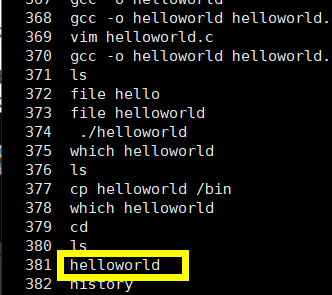 367 gcc -o helloworld
368 gcc -o helloworld helloworld.
369 vim helloworld.c
370 gcc -o helloworld helloworld.
371 ls
372 file hello
373 file helloworld
374 ./helloworld
375 which helloworld
376 ls
377 cp helloworld /bin
378 which helloworld
379 cd
380 ls
381 helloworld
382 history